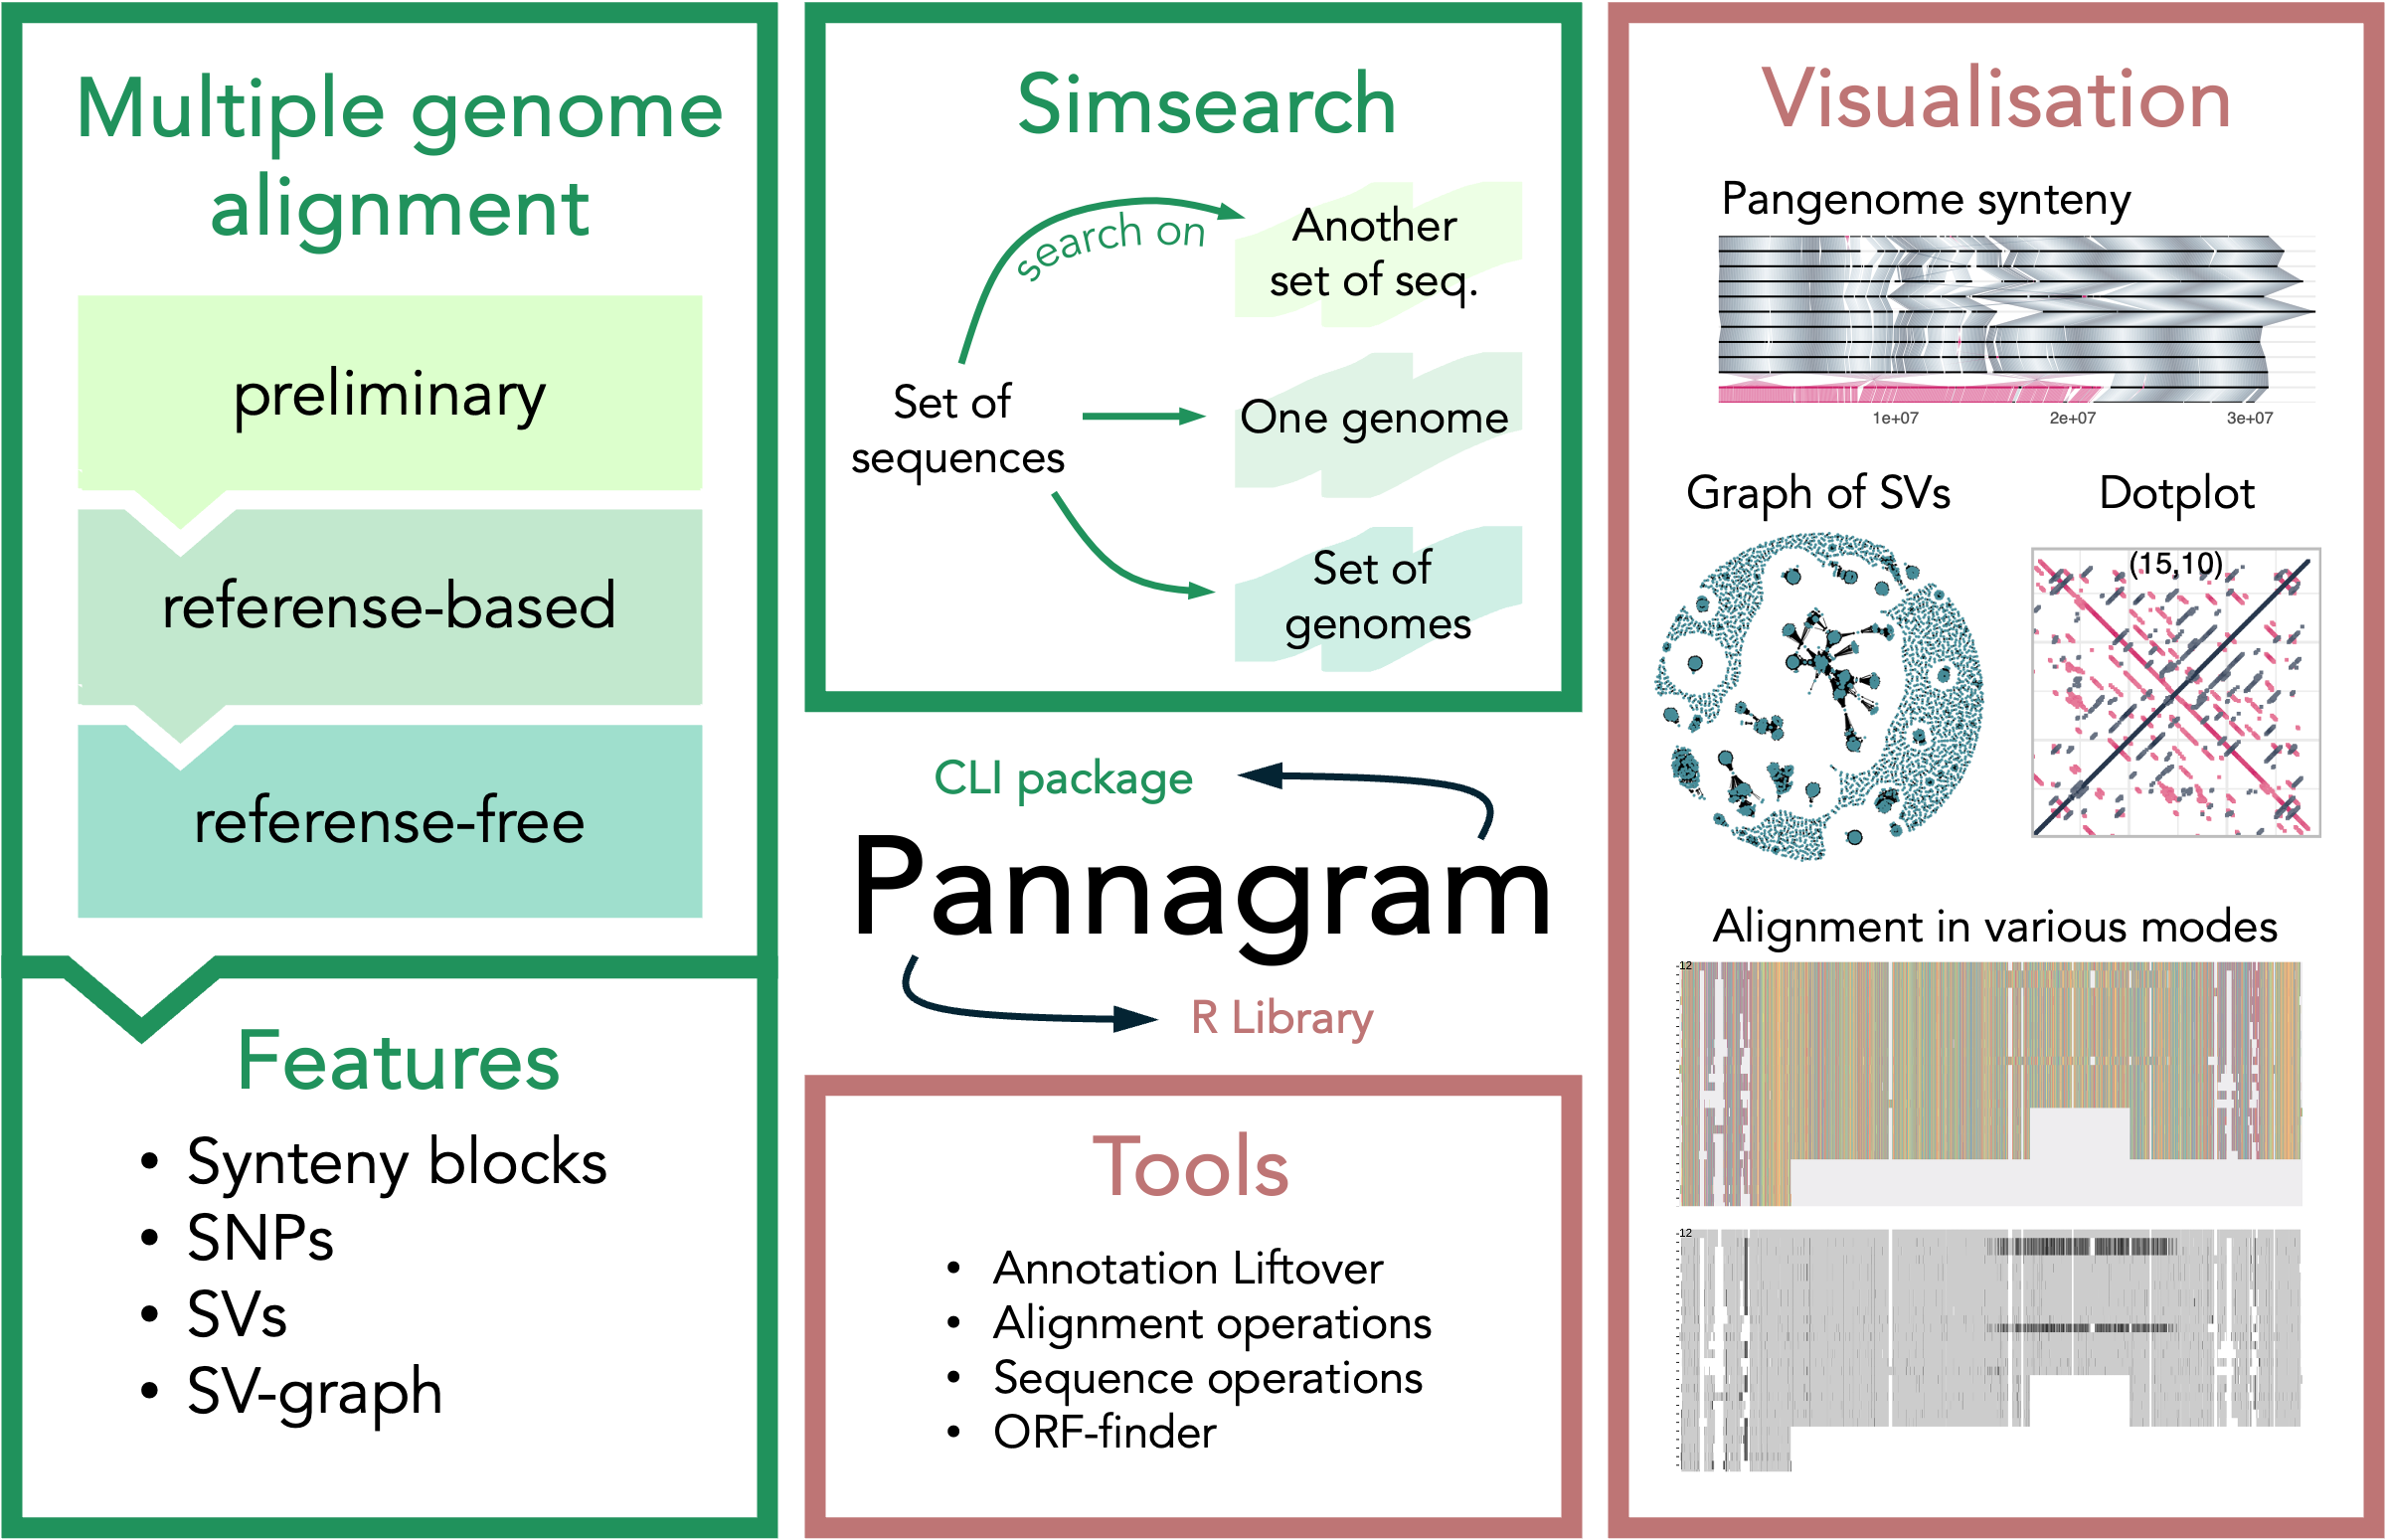 Multiple genome
alignment
preliminary
referense-based
referense-free
Features
• Synteny blocks
• SNPs
• SVs
• SV-graph
Simsearch
search on
Another
set of seq.
Set of
sequences
One genome
Set of
genomes
CLI package
Pannagram
R Library
Tools
• Annotation Liftover
• Alignment operations
• Sequence operations
• ORF-finder
Visualisation
Pangenome synteny
1e+07 2e+07 3e+07
Graph of SVs
Dotplot
(15,10)
Alignment in various modes
12
12